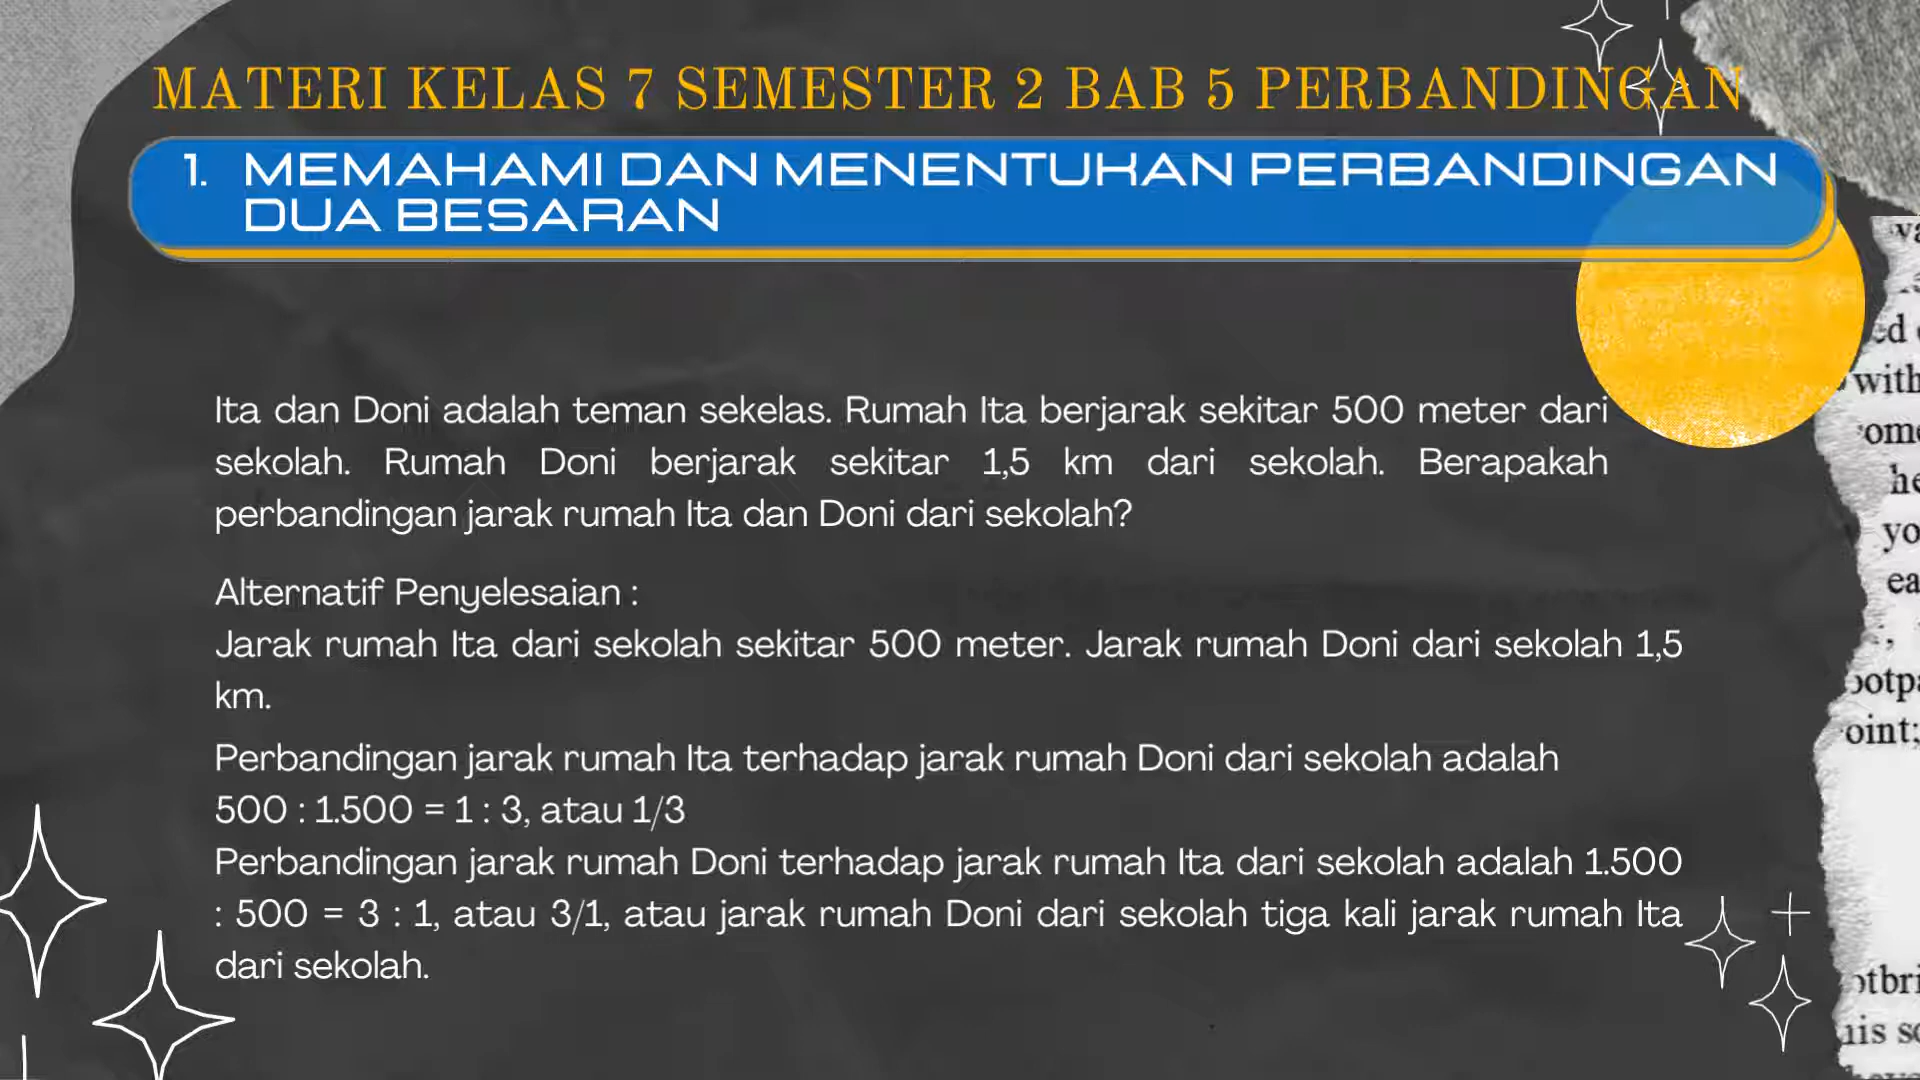 MATERI KELAS 7 SEMESTER 2 BAB 5 PERBANDINGAN
1. MEMAHAMI DAN MENENTUKAN PERBANDINGAN
DUA BESARAN
Ita dan Doni adalah teman sekelas. Rumah Ita berjarak sekitar 500 meter dari
sekolah. Rumah Doni berjarak sekitar 1,5 km dari sekolah. Berapakah
perbandingan jarak rumah Ita dan Doni dari sekolah?
Alternatif Penyelesaian :
Jarak rumah Ita dari sekolah sekitar 500 meter. Jarak rumah Doni dari sekolah 1,5
km.
Perbandingan jarak rumah Ita terhadap jarak rumah Doni dari sekolah adalah
500 : 1.500 = 1 : 3, atau 1/3
Perbandingan jarak rumah Doni terhadap jarak rumah Ita dari sekolah adalah 1.500
: 500 = 3 : 1, atau 3/1, atau jarak rumah Doni dari sekolah tiga kali jarak rumah Ita
dari sekolah.
with